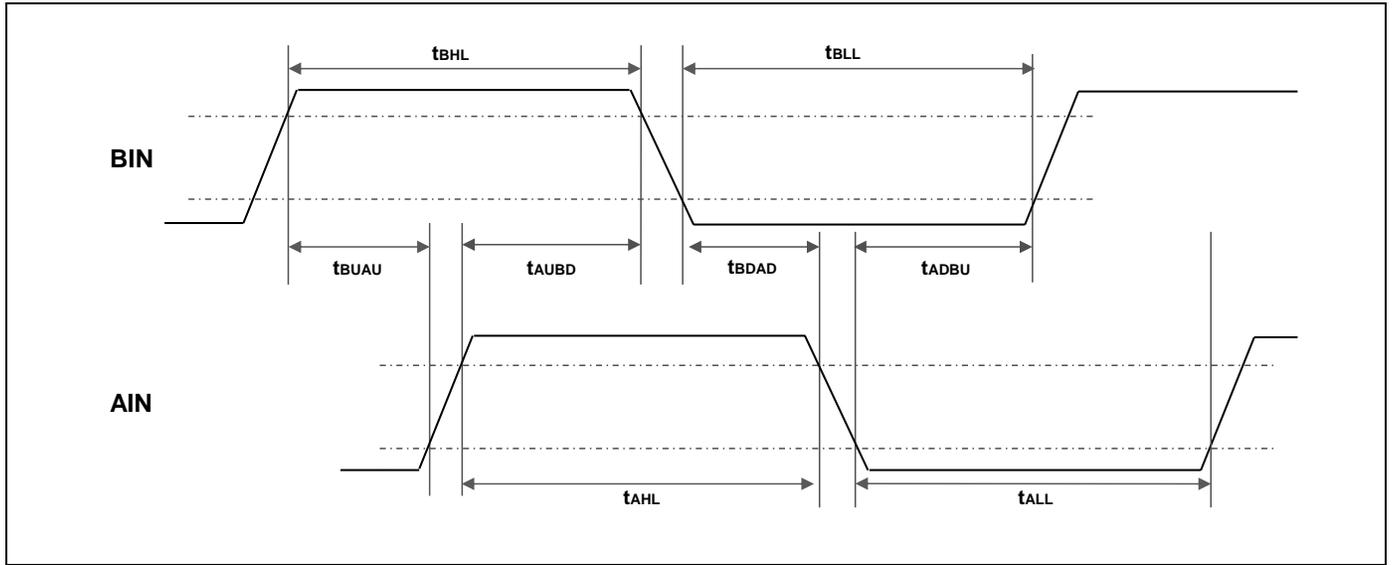 tBHL tBLL
BIN
tBUAU tAUBD tBDAD tADBU
AIN
tAHL tALL